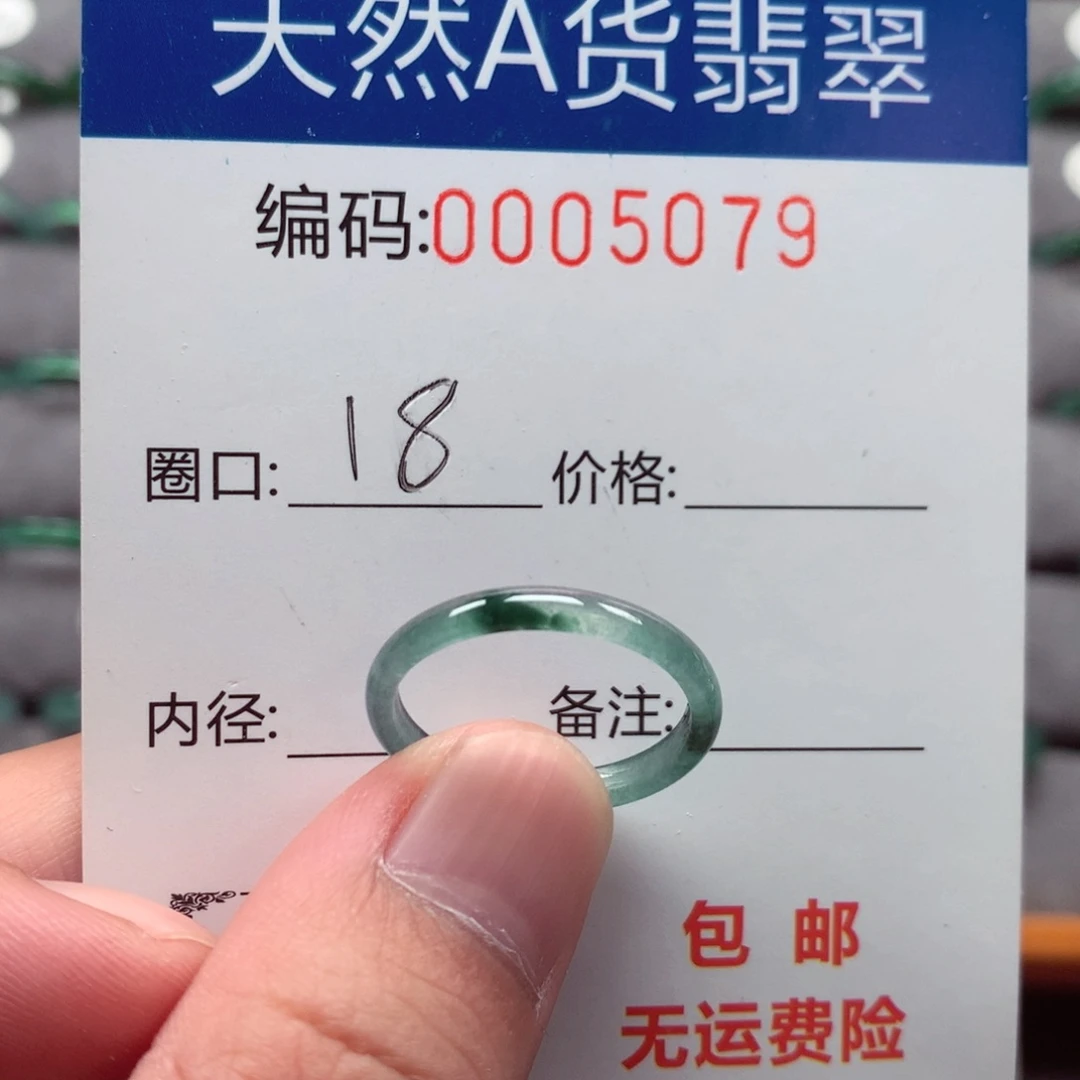 天然A货翡翠
编码:0005079
圈口: 18 价格:
内径: 备注:
包邮
无运费险